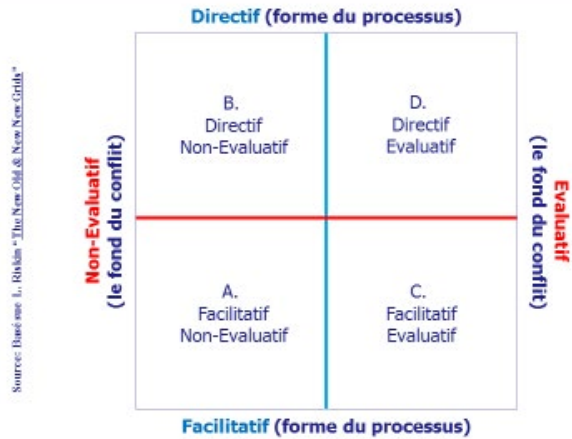 Directif (forme du processus)
B.
Directif
Non-Evaluatif
D.
Directif
Evaluatif
Non-Evaluatif
(le fond du conflit)
Evaluatif
(le fond du conflit)
A.
Facilitatif
Non-Evaluatif
C.
Facilitatif
Evaluatif
Facilitatif (forme du processus)
Source: Basé sue L. Riskin "The New Old & New New Grids"